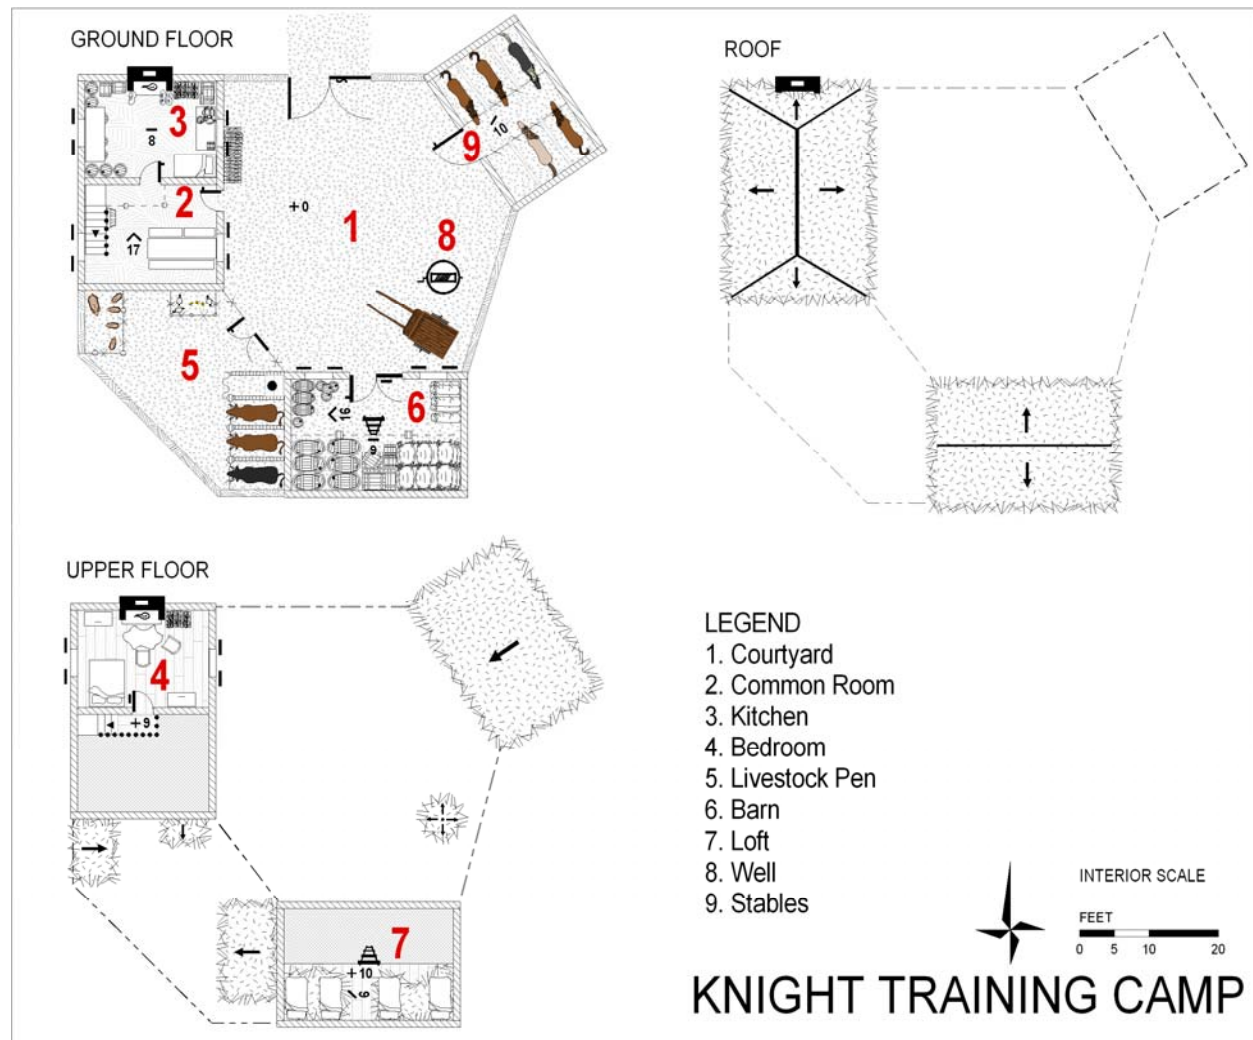 GROUND FLOOR
3
8
2
17
+0
1
8
9
10
5
16
6
9
ROOF
UPPER FLOOR
4
+9
7
+10
6
LEGEND
1. Courtyard
2. Common Room
3. Kitchen
4. Bedroom
5. Livestock Pen
6. Barn
7. Loft
8. Well
9. Stables
INTERIOR SCALE
FEET
0 5 10 20
KNIGHT TRAINING CAMP